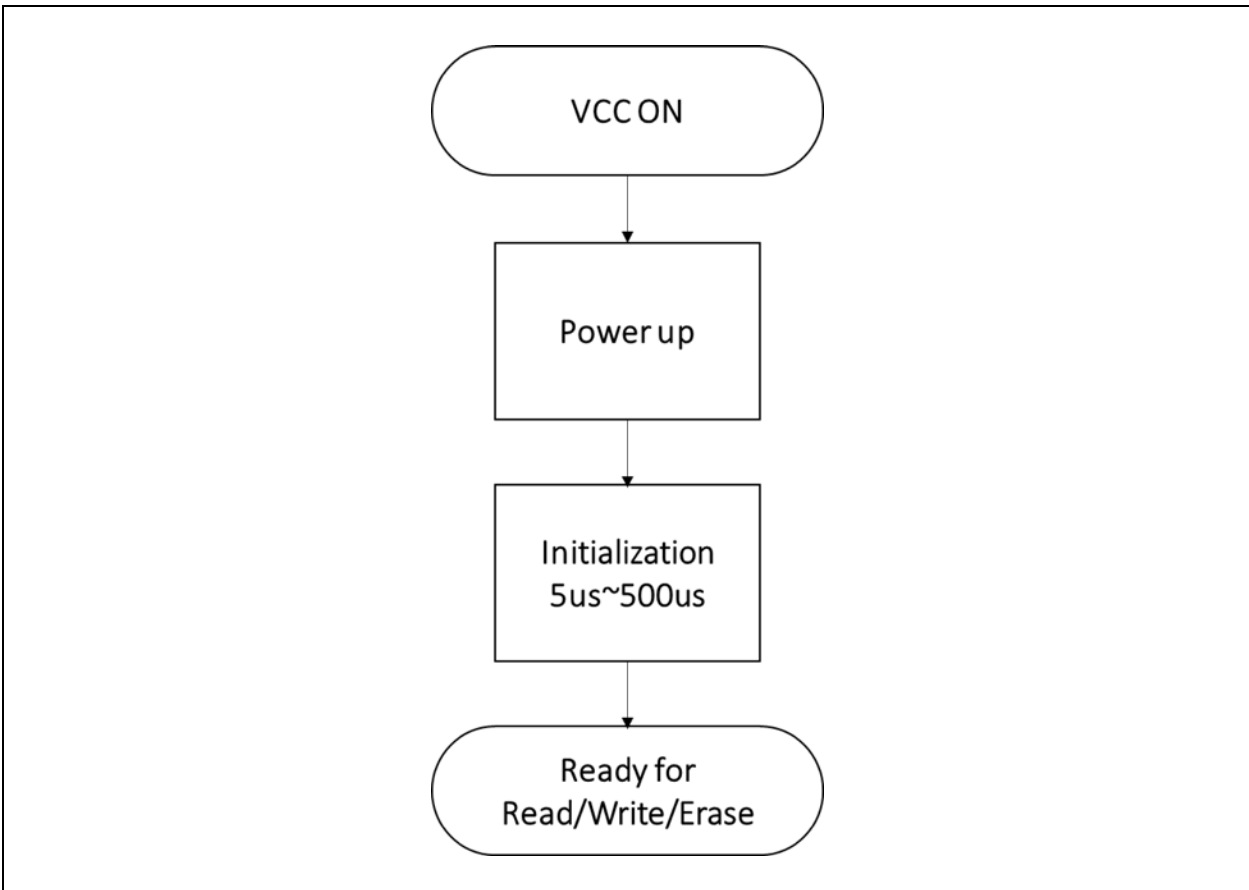 VCC ON
Power up
Initialization
5us~500us
Ready for
Read/Write/Erase